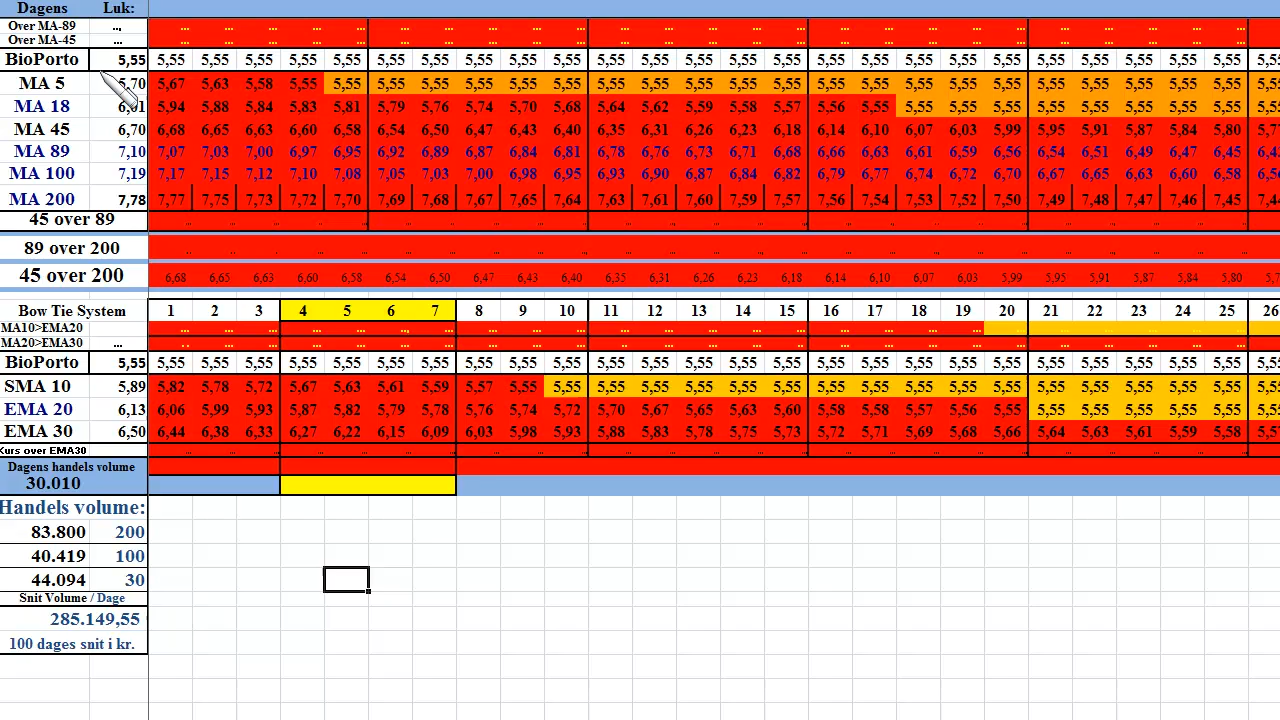 Dagens Luk:
Over MA-89 .., ... ... ... ... ... ... ... ... ... ... ... ... ... ... ... ... ... ... ... ... ... ... ... ... ...
Over MA-45 ... ... ... ... ... ... ... ... ... ... ... ... ... ... ... ... ... ... ... ... ... ... ... ... ... ...
BioPorto 5,55 5,55 5,55 5,55 5,55 5,55 5,55 5,55 5,55 5,55 5,55 5,55 5,55 5,55 5,55 5,55 5,55 5,55 5,55 5,55 5,55 5,55 5,55 5,55 5,55 5,55 5,55
MA 5 5,70 5,67 5,63 5,58 5,55 5,55 5,55 5,55 5,55 5,55 5,55 5,55 5,55 5,55 5,55 5,55 5,55 5,55 5,55 5,55 5,55 5,55 5,55 5,55 5,55 5,55 5,55
MA 18 6,01 5,94 5,88 5,84 5,83 5,81 5,79 5,76 5,74 5,70 5,68 5,64 5,62 5,59 5,58 5,57 5,56 5,55 5,55 5,55 5,55 5,55 5,55 5,55 5,55 5,55 5,55
MA 45 6,70 6,68 6,65 6,63 6,60 6,58 6,54 6,50 6,47 6,43 6,40 6,35 6,31 6,26 6,23 6,18 6,14 6,10 6,07 6,03 5,99 5,95 5,91 5,87 5,84 5,80 5,77
MA 89 7,10 7,07 7,03 7,00 6,97 6,95 6,92 6,89 6,87 6,84 6,81 6,78 6,76 6,73 6,71 6,68 6,66 6,63 6,61 6,59 6,56 6,54 6,51 6,49 6,47 6,45 6,43
MA 100 7,19 7,17 7,15 7,12 7,10 7,08 7,05 7,03 7,00 6,98 6,95 6,93 6,90 6,87 6,84 6,82 6,79 6,77 6,74 6,72 6,70 6,67 6,65 6,63 6,60 6,58 6,56
MA 200 7,78 7,77 7,75 7,73 7,72 7,70 7,69 7,68 7,67 7,65 7,64 7,63 7,61 7,60 7,59 7,57 7,56 7,54 7,53 7,52 7,50 7,49 7,48 7,47 7,46 7,45 7,44
45 over 89
89 over 200
45 over 200 6,68 6,65 6,63 6,60 6,58 6,54 6,50 6,47 6,43 6,40 6,35 6,31 6,26 6,23 6,18 6,14 6,10 6,07 6,03 5,99 5,95 5,91 5,87 5,84 5,80 5,7
Bow Tie System 1 2 3 4 5 6 7 8 9 10 11 12 13 14 15 16 17 18 19 20 21 22 23 24 25 26
MA10>EMA20
MA20>EMA30 ...
BioPorto 5,55 5,55 5,55 5,55 5,55 5,55 5,55 5,55 5,55 5,55 5,55 5,55 5,55 5,55 5,55 5,55 5,55 5,55 5,55 5,55 5,55 5,55 5,55 5,55 5,55 5,55 5,55
SMA 10 5,89 5,82 5,78 5,72 5,67 5,63 5,61 5,59 5,57 5,55 5,55 5,55 5,55 5,55 5,55 5,55 5,55 5,55 5,55 5,55 5,55 5,55 5,55 5,55 5,55 5,55 5,55
EMA 20 6,13 6,06 5,99 5,93 5,87 5,82 5,79 5,78 5,76 5,74 5,72 5,70 5,67 5,65 5,63 5,60 5,58 5,58 5,57 5,56 5,55 5,55 5,55 5,55 5,55 5,55 5,55
EMA 30 6,50 6,44 6,38 6,33 6,27 6,22 6,15 6,09 6,03 5,98 5,93 5,88 5,83 5,78 5,75 5,73 5,72 5,71 5,69 5,68 5,66 5,64 5,63 5,61 5,59 5,58 5,57
Kurs over EMA30
Dagens handels volume
30.010
Handels volume:
83.800 200
40.419 100
44.094 30
Snit Volume / Dage
285.149,55
100 dages snit i kr.